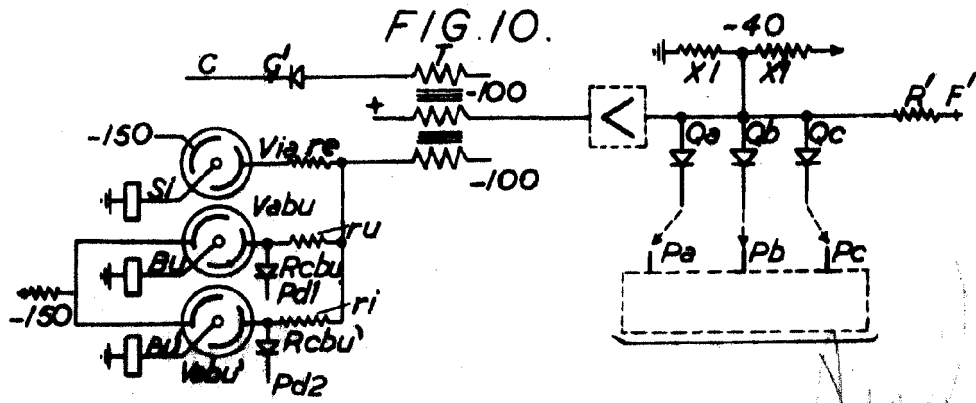 FIG.10.
-40
C G' T
X1 X1
-100
+
<
R' F'
-150
Via re
Qa Qb Qc
-100
Si
Vabu
ru
Bu
Rcbu
Pa Pb Pc
Pd1
-150
ri
Bu'
Rcbu'
Vabu'
Pd2